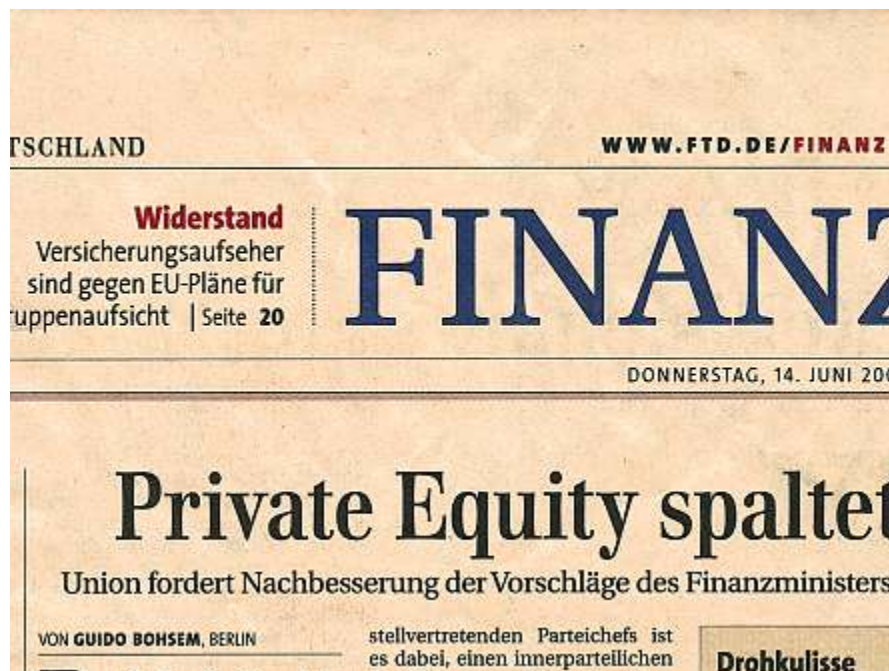 TSCHLAND
WWW.FTD.DE/FINANZ
Widerstand
Versicherungsaufseher
sind gegen EU-Pläne für
ruppenaufsicht | Seite 20
FINANZ
DONNERSTAG, 14. JUNI 200
Private Equity spaltet
Union fordert Nachbesserung der Vorschläge des Finanzministers
VON GUIDO BOHSEM, BERLIN
stellvertretenden Parteichefs ist
es dabei, einen innerparteilichen
Drohkulisse